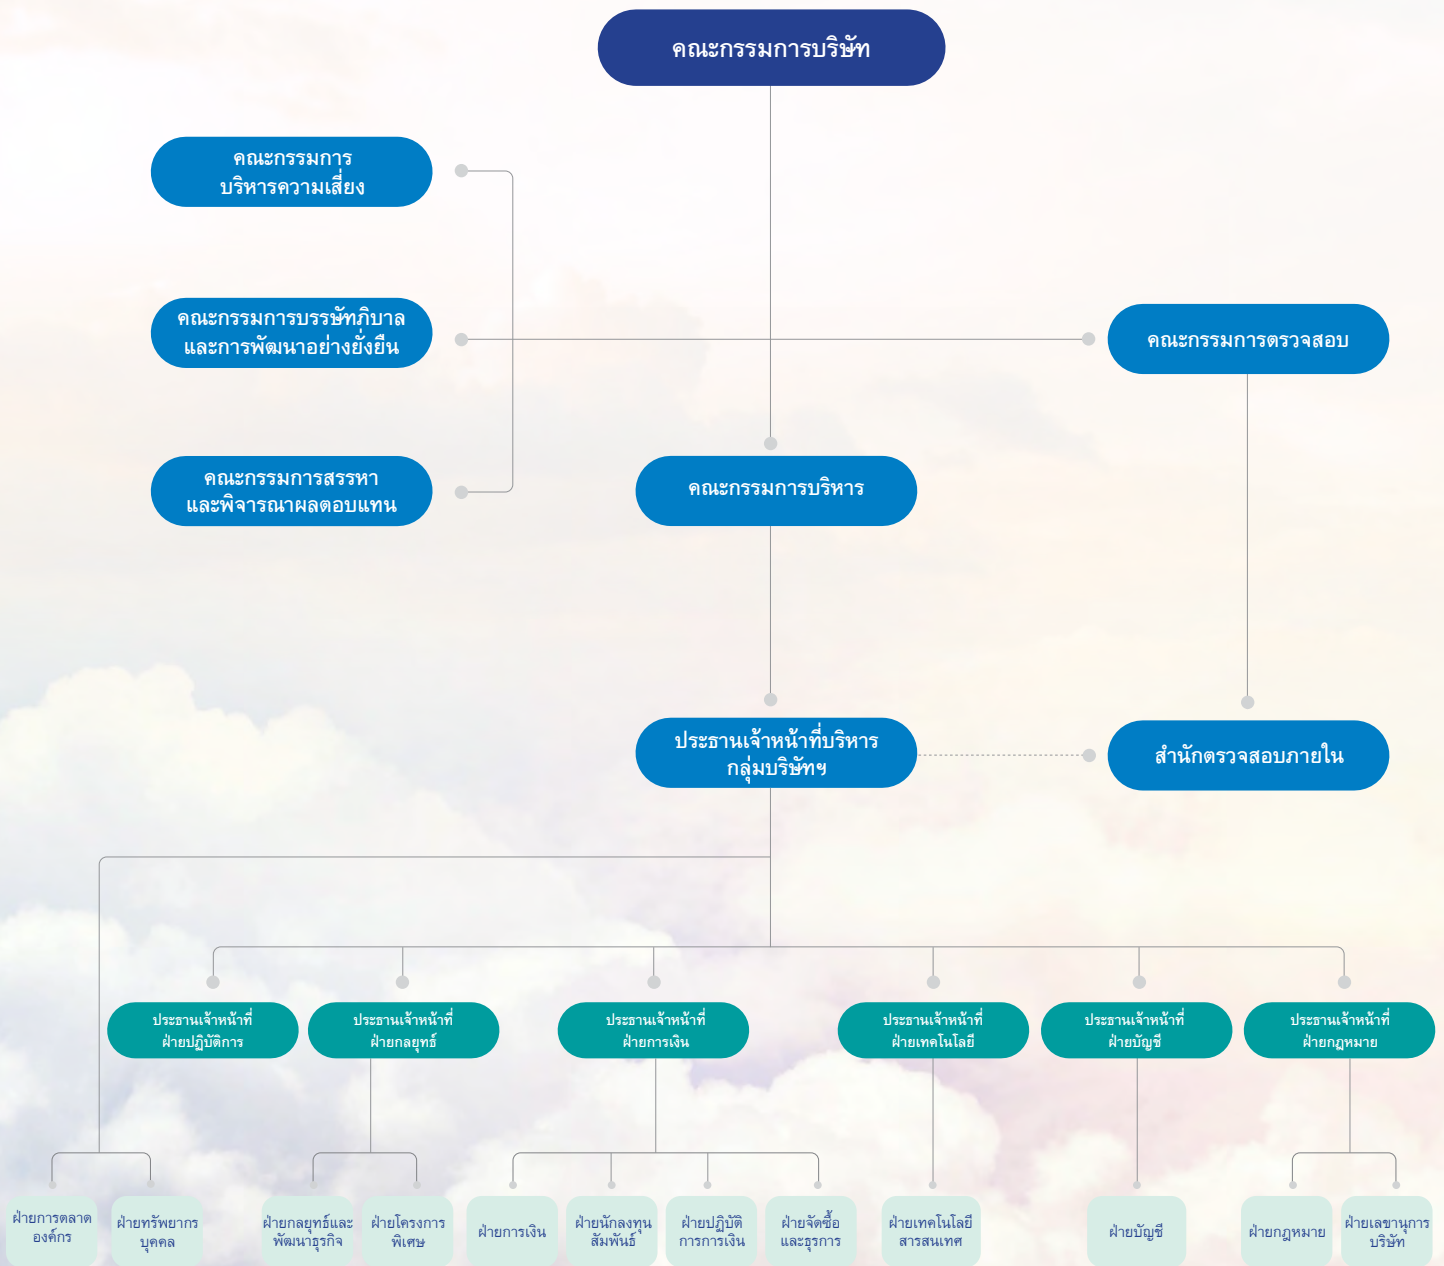 คณะกรรมการบริษัท
คณะกรรมการ
บริหารความเสี่ยง
คณะกรรมการบรรษัทภิบาล
และการพัฒนาอย่างยั่งยืน
คณะกรรมการตรวจสอบ
คณะกรรมการสรรหา
และพิจารณาผลตอบแทน
คณะกรรมการบริหาร
ประธานเจ้าหน้าที่บริหาร
กลุ่มบริษัทฯ
สำนักตรวจสอบภายใน
ประธานเจ้าหน้าที่
ฝ่ายปฏิบัติการ
ประธานเจ้าหน้าที่
ฝ่ายกลยุทธ์
ประธานเจ้าหน้าที่
ฝ่ายการเงิน
ประธานเจ้าหน้าที่
ฝ่ายเทคโนโลยี
ประธานเจ้าหน้าที่
ฝ่ายบัญชี
ประธานเจ้าหน้าที่
ฝ่ายกฎหมาย
ฝ่ายการตลาด
องค์กร
ฝ่ายทรัพยากร
บุคคล
ฝ่ายกลยุทธ์และ
พัฒนาธุรกิจ
ฝ่ายโครงการ
พิเศษ
ฝ่ายการเงิน
ฝ่ายนักลงทุน
สัมพันธ์
ฝ่ายปฏิบัติ
การการเงิน
ฝ่ายจัดซื้อ
และธุรการ
ฝ่ายเทคโนโลยี
สารสนเทศ
ฝ่ายบัญชี
ฝ่ายกฎหมาย
ฝ่ายเลขานุการ
บริษัท